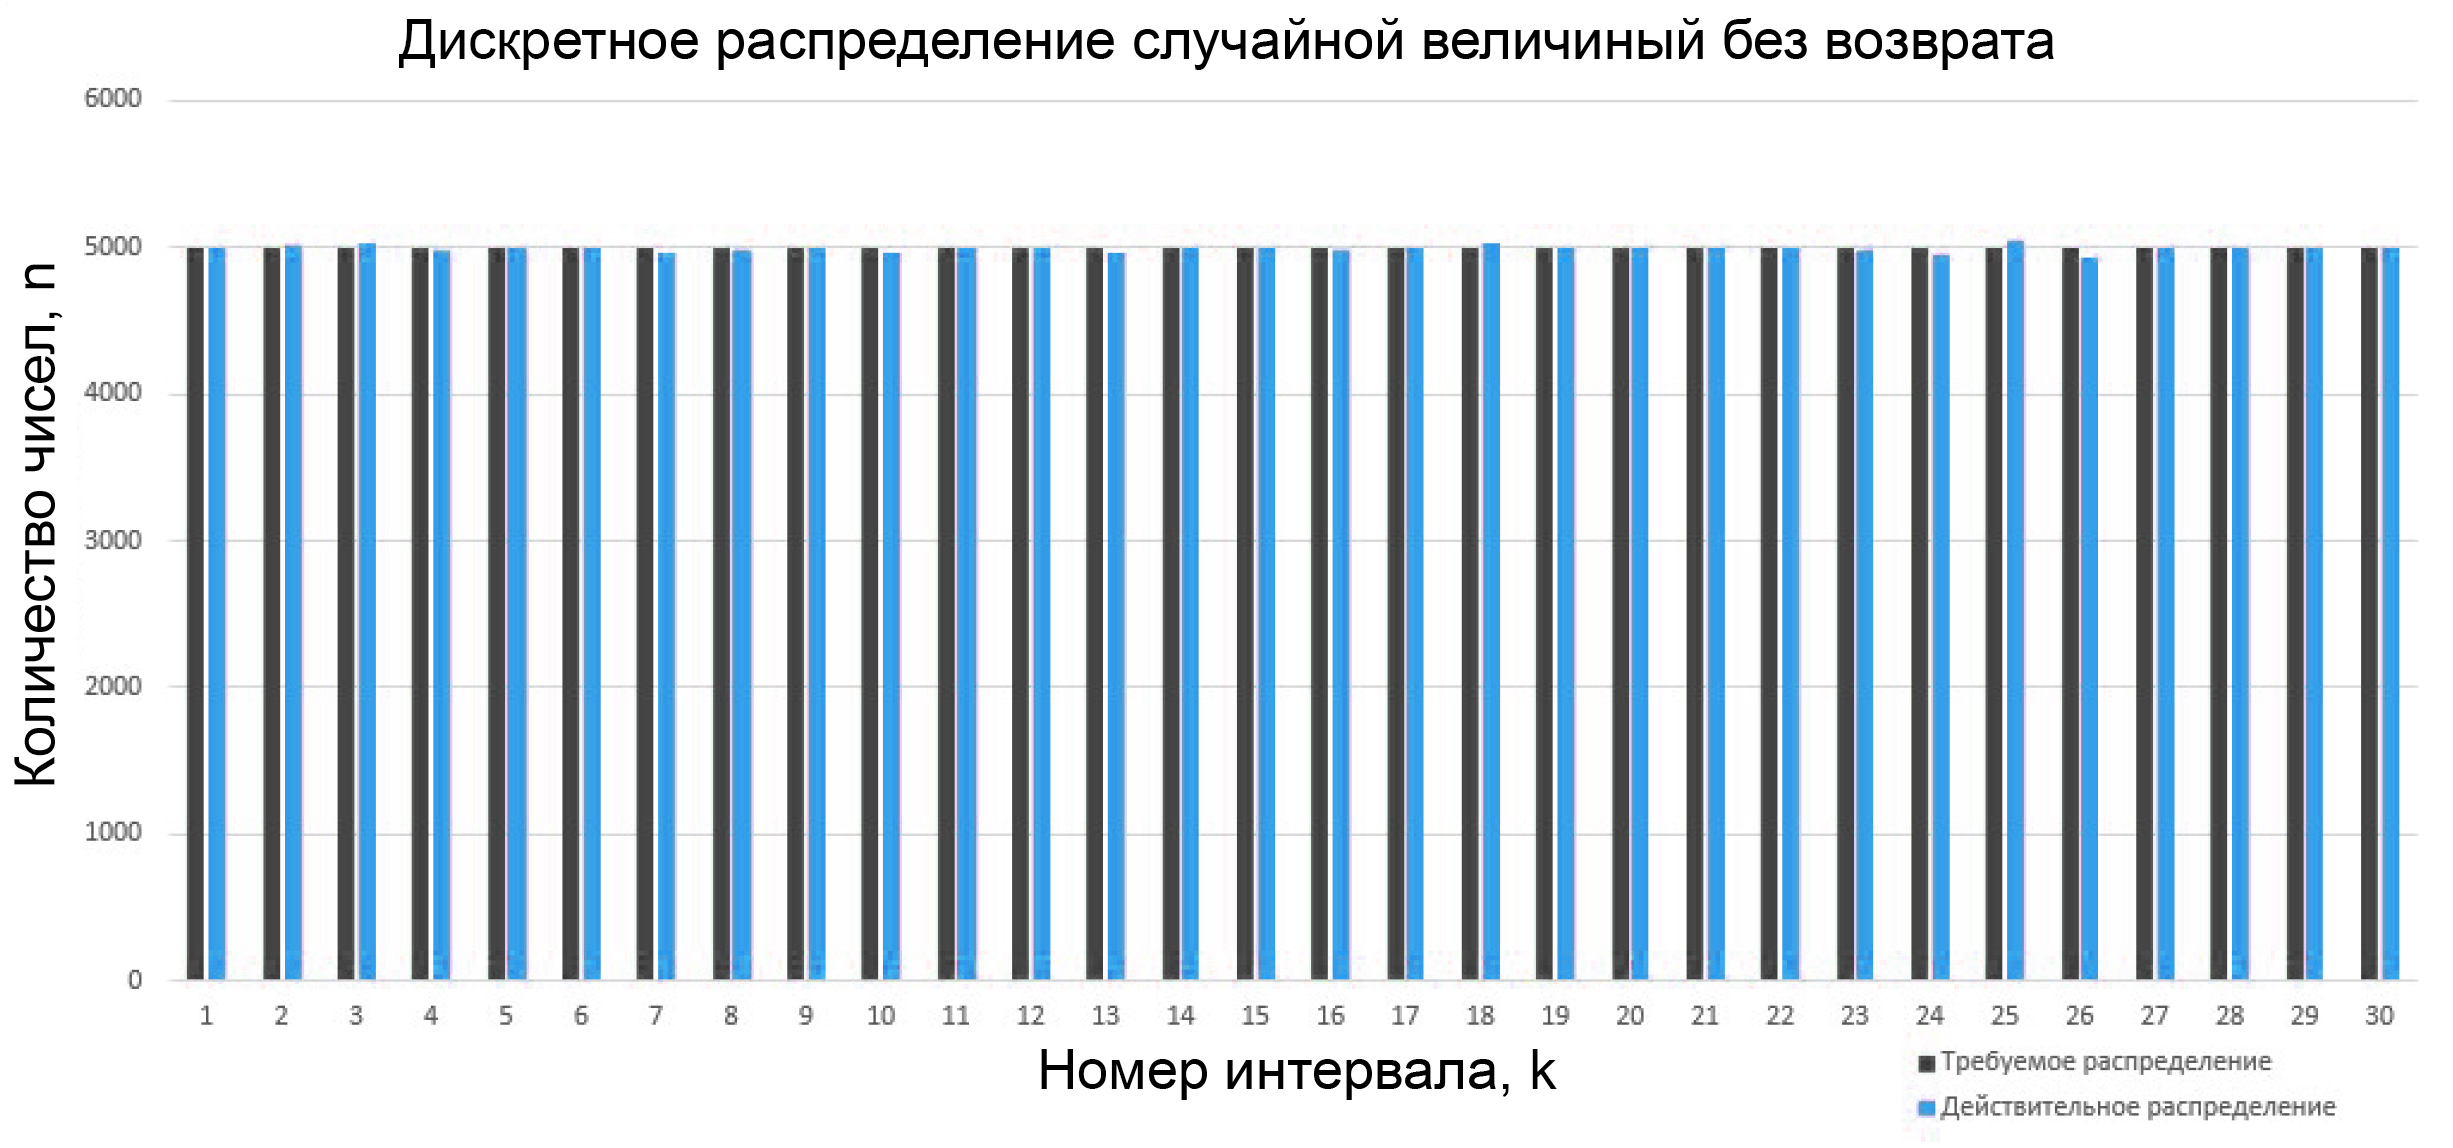 Дискретное распределение случайной величиный без возврата
6000
5000
4000
3000
2000
1000
0
Количество чисел, n
1 2 3 4 5 6 7 8 9 10 11 12 13 14 15 16 17 18 19 20 21 22 23 24 25 26 27 28 29 30
Номер интервала, k
Требуемое распределение
Действительное распределение